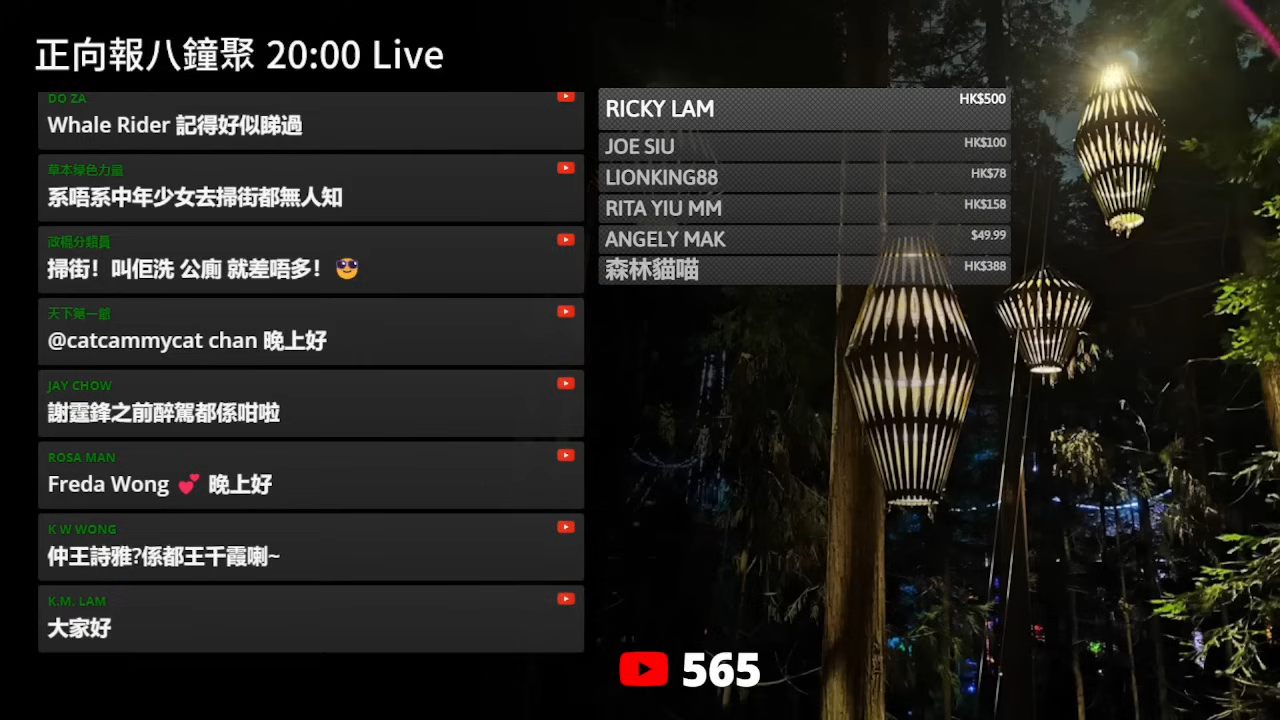 正向報八鐘聚 20:00 Live
DO ZA
Whale Rider 記得好似睇過
草本绿色力量
系唔系中年少女去掃街都無人知
政棍分類員
掃街！叫佢洗 公廁 就差唔多！😎
天下第一
@catcammycat chan 晚上好
JAY CHOW
謝霆鋒之前醉駕都係咁啦
ROSA MAN
Freda Wong 💕 晚上好
K W WONG
仲王詩雅?係都王千霞喇~
K.M. LAM
大家好
RICKY LAM HK$500
JOE SIU HK$100
LIONKING88 HK$78
RITA YIU MM HK$158
ANGELY MAK $49.99
森林貓喵 HK$388
565